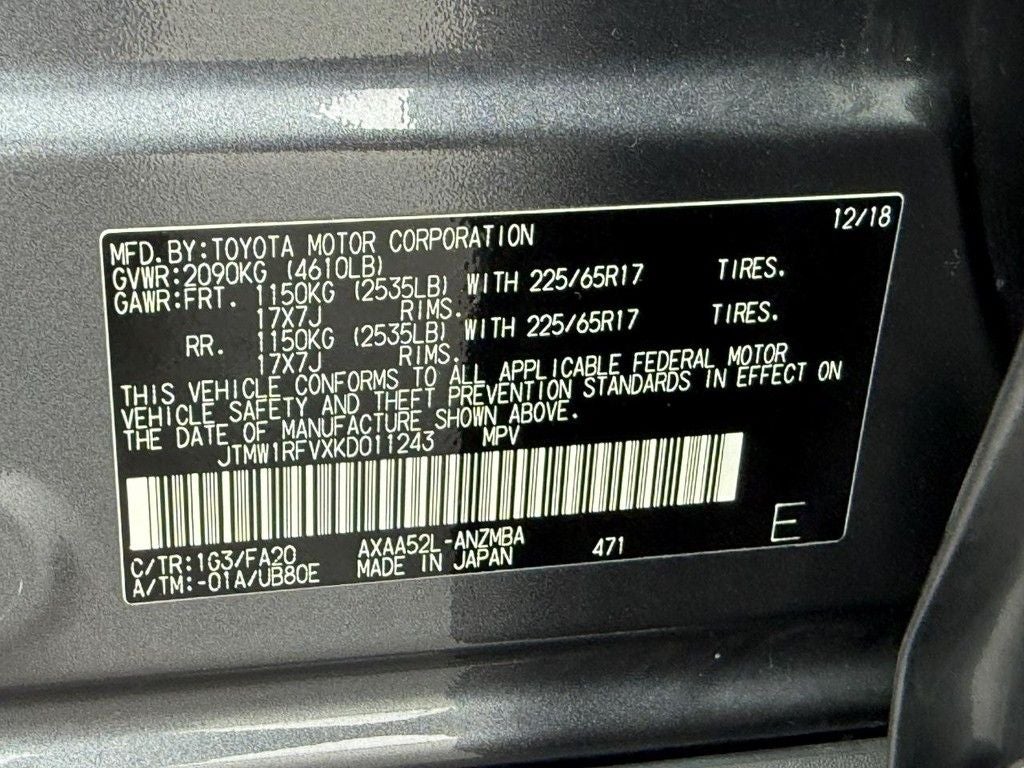 12/18
MFD. BY: TOYOTA MOTOR CORPORATION
GVWR: 2090KG (4610LB)
GAWR: FRT. 1150KG (2535LB) WITH 225/65R17 TIRES.
17X7J RIMS.
RR. 1150KG (2535LB) WITH 225/65R17 TIRES.
17X7J RIMS.
THIS VEHICLE CONFORMS TO ALL APPLICABLE FEDERAL MOTOR
VEHICLE SAFETY AND THEFT PREVENTION STANDARDS IN EFFECT ON
THE DATE OF MANUFACTURE SHOWN ABOVE.
JTMW1RFVXKD011243 MPV
C/TR: 1G3/FA20 AXAA52L-ANZMBA 471 E
A/TM: -01A/UB80E MADE IN JAPAN